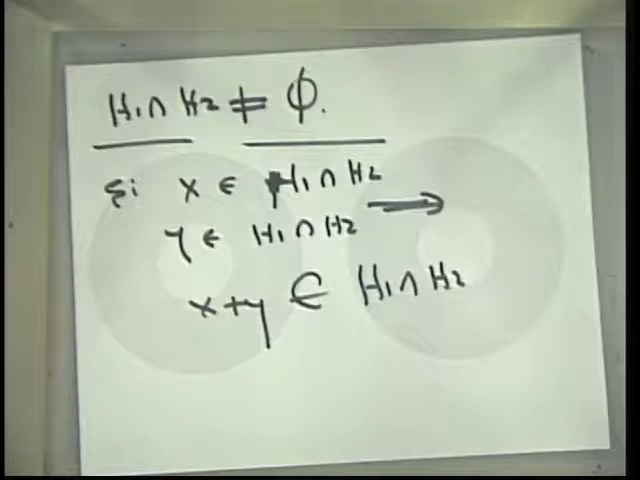 H1 ∩ H2 ≠ ϕ.
Si x ∈ H1 ∩ H2
y ∈ H1 ∩ H2 ⟶
x+y ∈ H1 ∩ H2